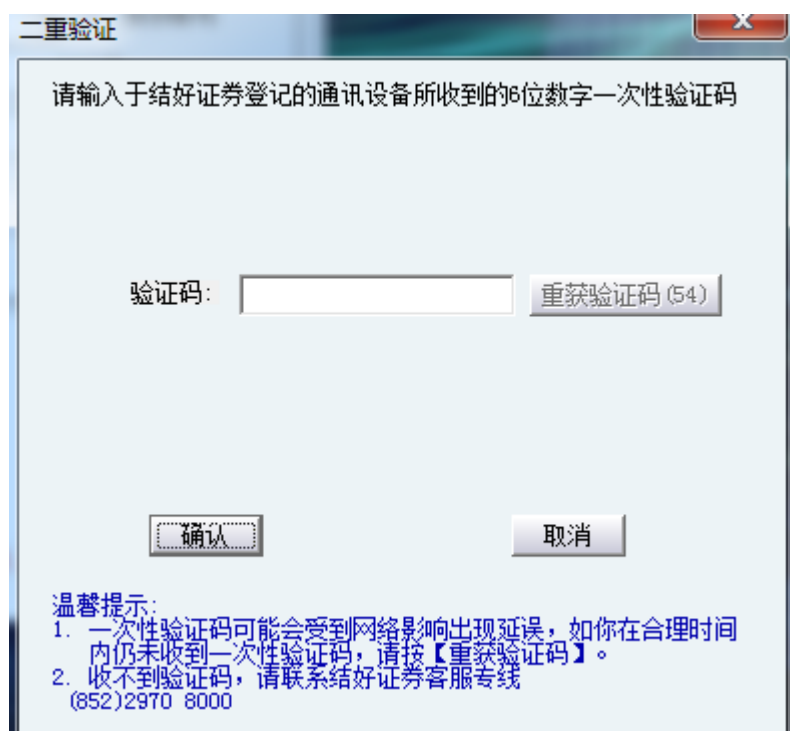 二重验证
X
请输入于结好证券登记的通讯设备所收到的6位数字一次性验证码
验证码:
重获验证码(54)
确认
取消
温馨提示:
1. 一次性验证码可能会受到网络影响出现延误，如你在合理时间
内仍未收到一次性验证码，请按【重获验证码】。
2. 收不到验证码，请联系结好证券客服专线
(852)2970 8000